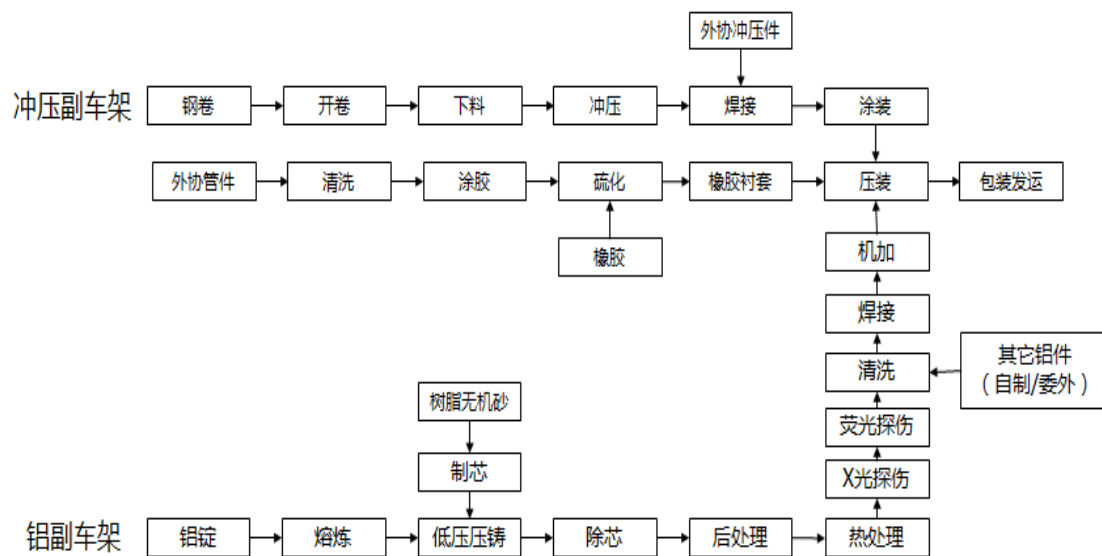 外协冲压件
冲压副车架
钢卷
开卷
下料
冲压
焊接
涂装
外协管件
清洗
涂胶
硫化
橡胶衬套
压装
包装发运
橡胶
机加
焊接
其它铝件
（自制/委外）
清洗
树脂无机砂
荧光探伤
制芯
X光探伤
铝副车架
铝锭
熔炼
低压压铸
除芯
后处理
热处理